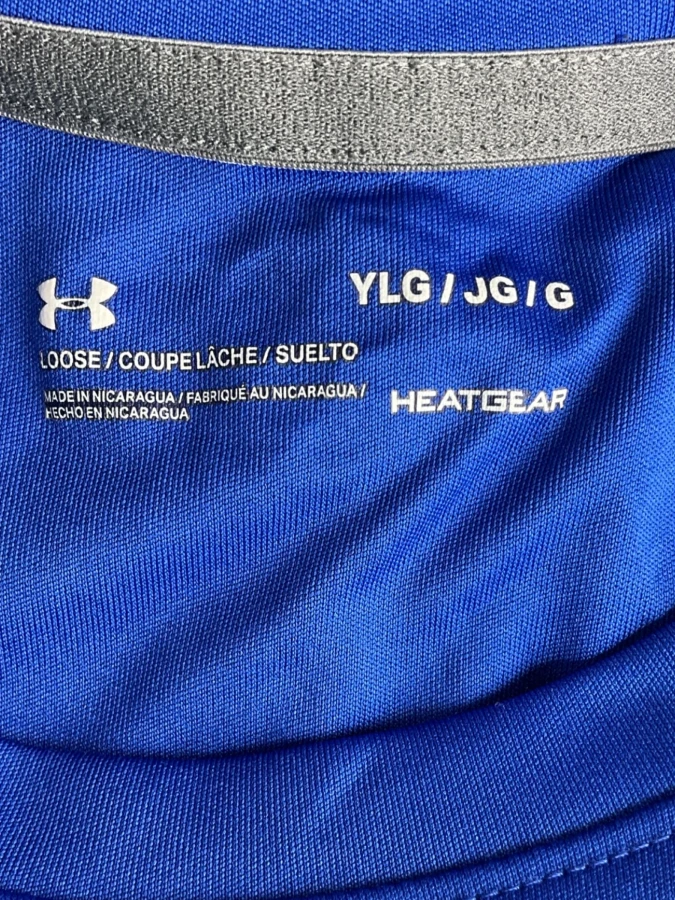 YLG / JG / G
LOOSE / COUPE LÂCHE / SUELTO
MADE IN NICARAGUA / FABRIQUÉ AU NICARAGUA /
HECHO EN NICARAGUA
HEATGEAR